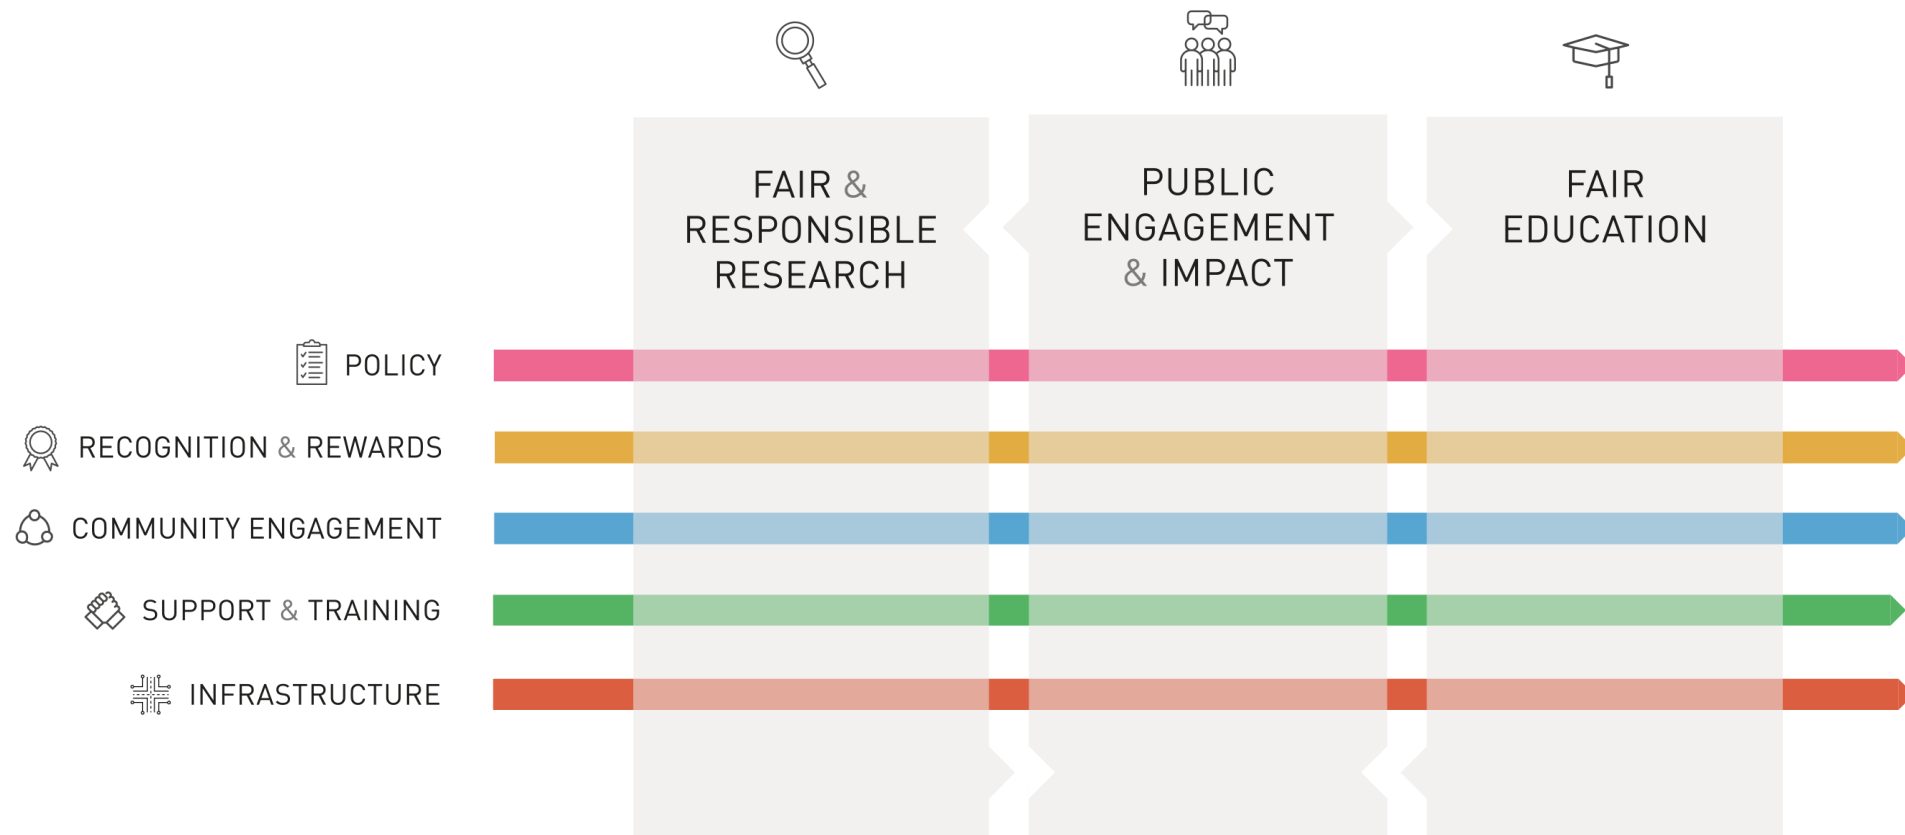 FAIR &
RESPONSIBLE
RESEARCH
PUBLIC
ENGAGEMENT
& IMPACT
FAIR
EDUCATION
POLICY
RECOGNITION & REWARDS
COMMUNITY ENGAGEMENT
SUPPORT & TRAINING
INFRASTRUCTURE